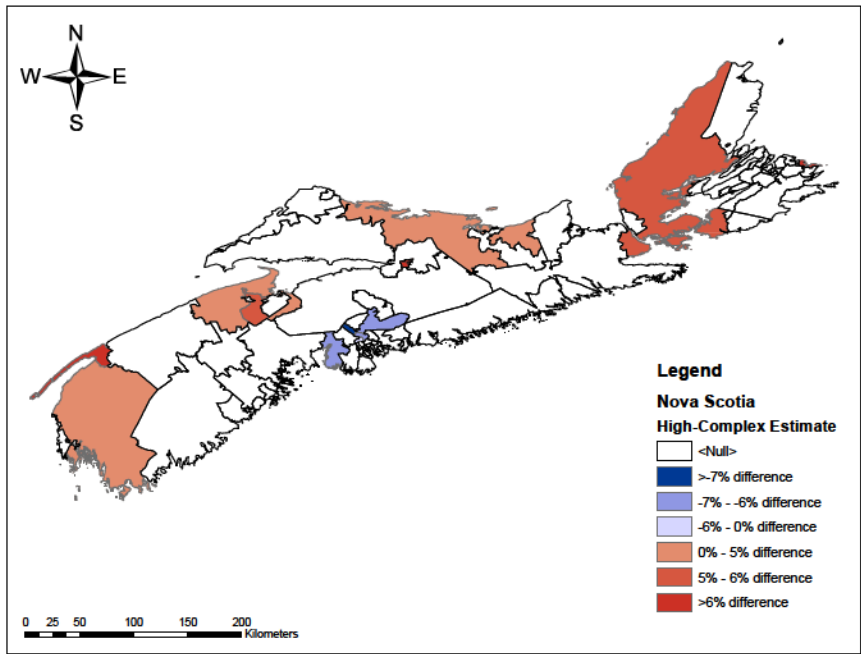 N
W E
S
Legend
Nova Scotia
High-Complex Estimate
<Null>
>-7% difference
-7% - -6% difference
-6% - 0% difference
0% - 5% difference
5% - 6% difference
>6% difference
0 25 50 100 150 200
Kilometers